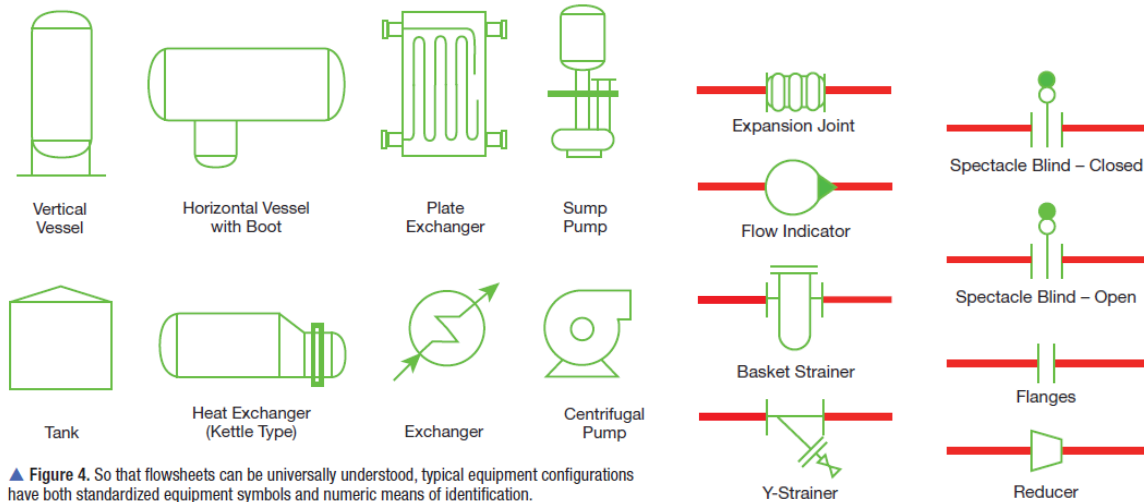 Vertical
Vessel
Horizontal Vessel
with Boot
Plate
Exchanger
Sump
Pump
Tank
Heat Exchanger
(Kettle Type)
Exchanger
Centrifugal
Pump
▲ Figure 4. So that flowsheets can be universally understood, typical equipment configurations
have both standardized equipment symbols and numeric means of identification.
Expansion Joint
Flow Indicator
Basket Strainer
Y-Strainer
Spectacle Blind – Closed
Spectacle Blind – Open
Flanges
Reducer